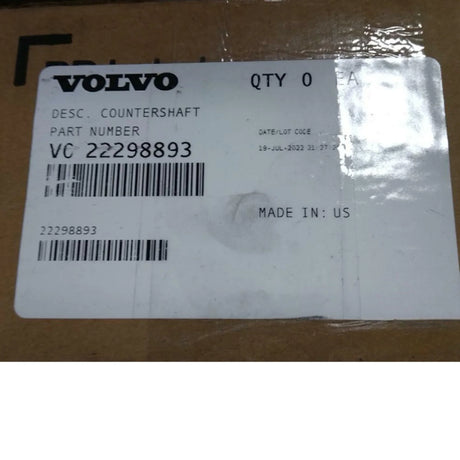 VOLVO
QTY 0 EA
DESC. COUNTERSHAFT
PART NUMBER
DATE/LOT CODE
VC 22298893
19-JUL-2022
MADE IN: US
22298893